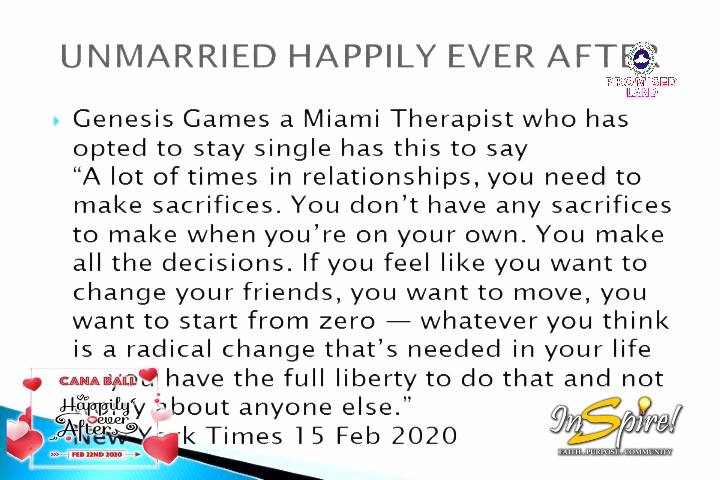 UNMARRIED HAPPILY EVER AFTER
PROMISED
LAND
Genesis Games a Miami Therapist who has
opted to stay single has this to say
“A lot of times in relationships, you need to
make sacrifices. You don’t have any sacrifices
to make when you’re on your own. You make
all the decisions. If you feel like you want to
change your friends, you want to move, you
want to start from zero — whatever you think
is a radical change that’s needed in your life
you have the full liberty to do that and not
about anyone else.”
New York Times 15 Feb 2020
CANA BALL
Happily
ever
After
FEB 22ND 2020
InSpire!
FAITH . PURPOSE . COMMUNITY